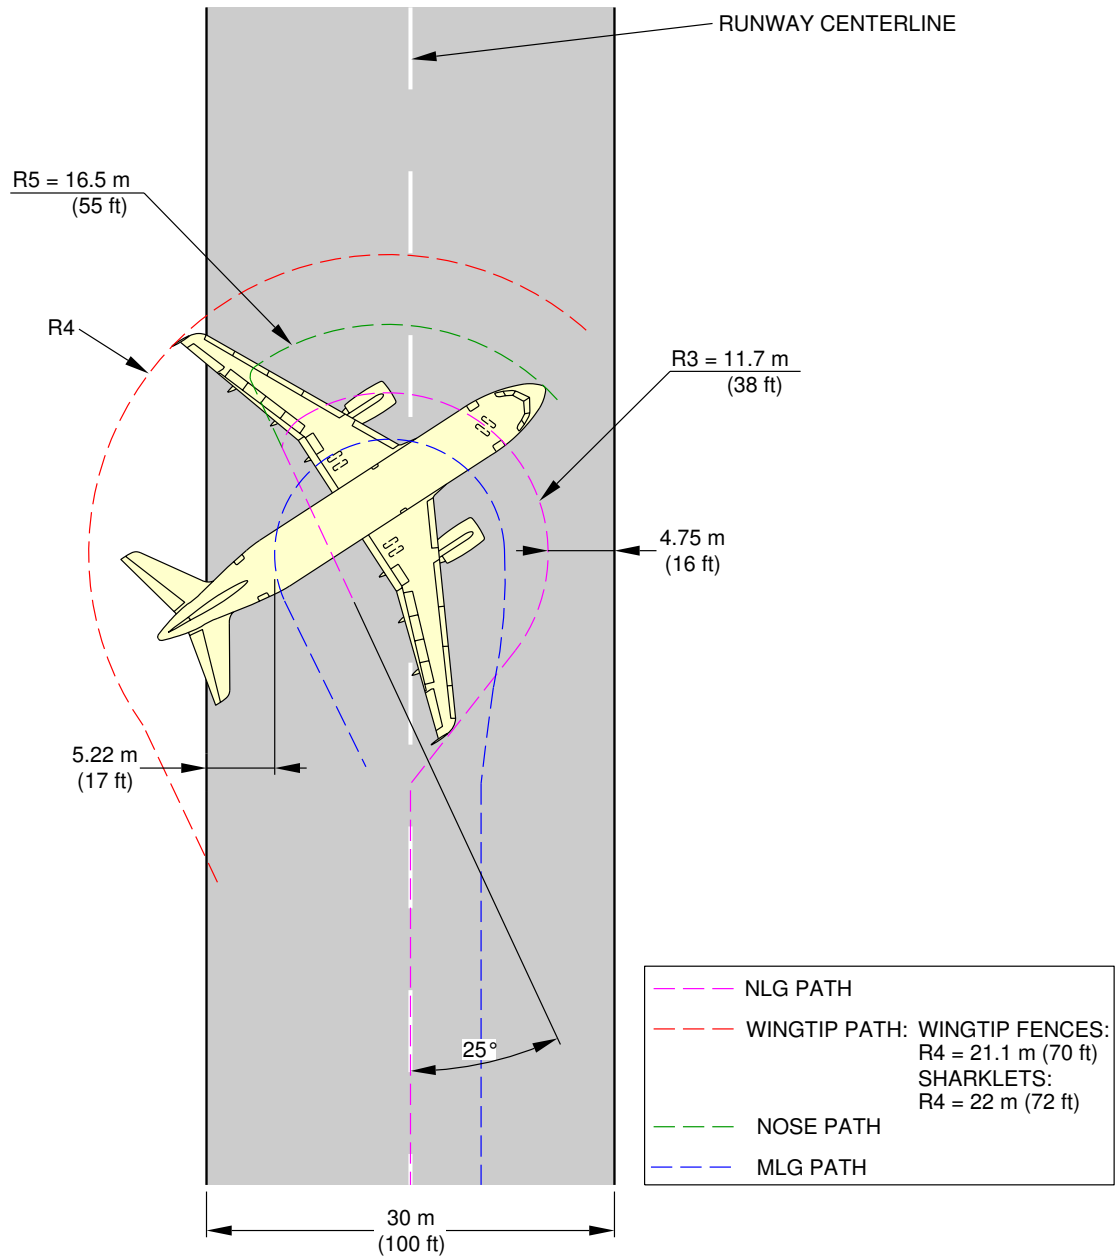 RUNWAY CENTERLINE
R5 = 16.5 m
(55 ft)
R4
R3 = 11.7 m
(38 ft)
4.75 m
(16 ft)
5.22 m
(17 ft)
25°
NLG PATH
WINGTIP PATH: WINGTIP FENCES:
R4 = 21.1 m (70 ft)
SHARKLETS:
R4 = 22 m (72 ft)
NOSE PATH
MLG PATH
30 m
(100 ft)